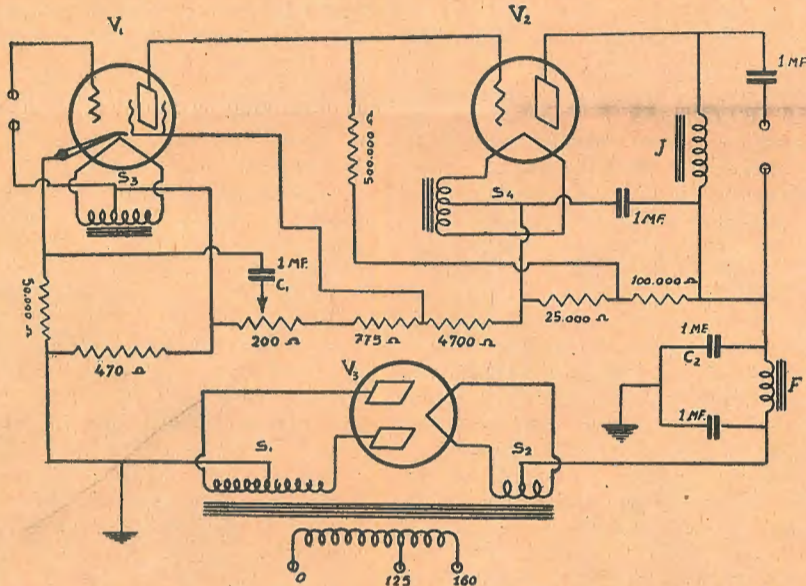 V₁
V₂
1 MF.
500.000 Ω
J
S₃
S₄
1 MF.
1 MF.
C₁
50.000 Ω
100.000 Ω
25.000 Ω
200 Ω
775 Ω
4700 Ω
470 Ω
V₃
1 MF.
C₂
F
1 MF.
S₁
S₂
0
125
160